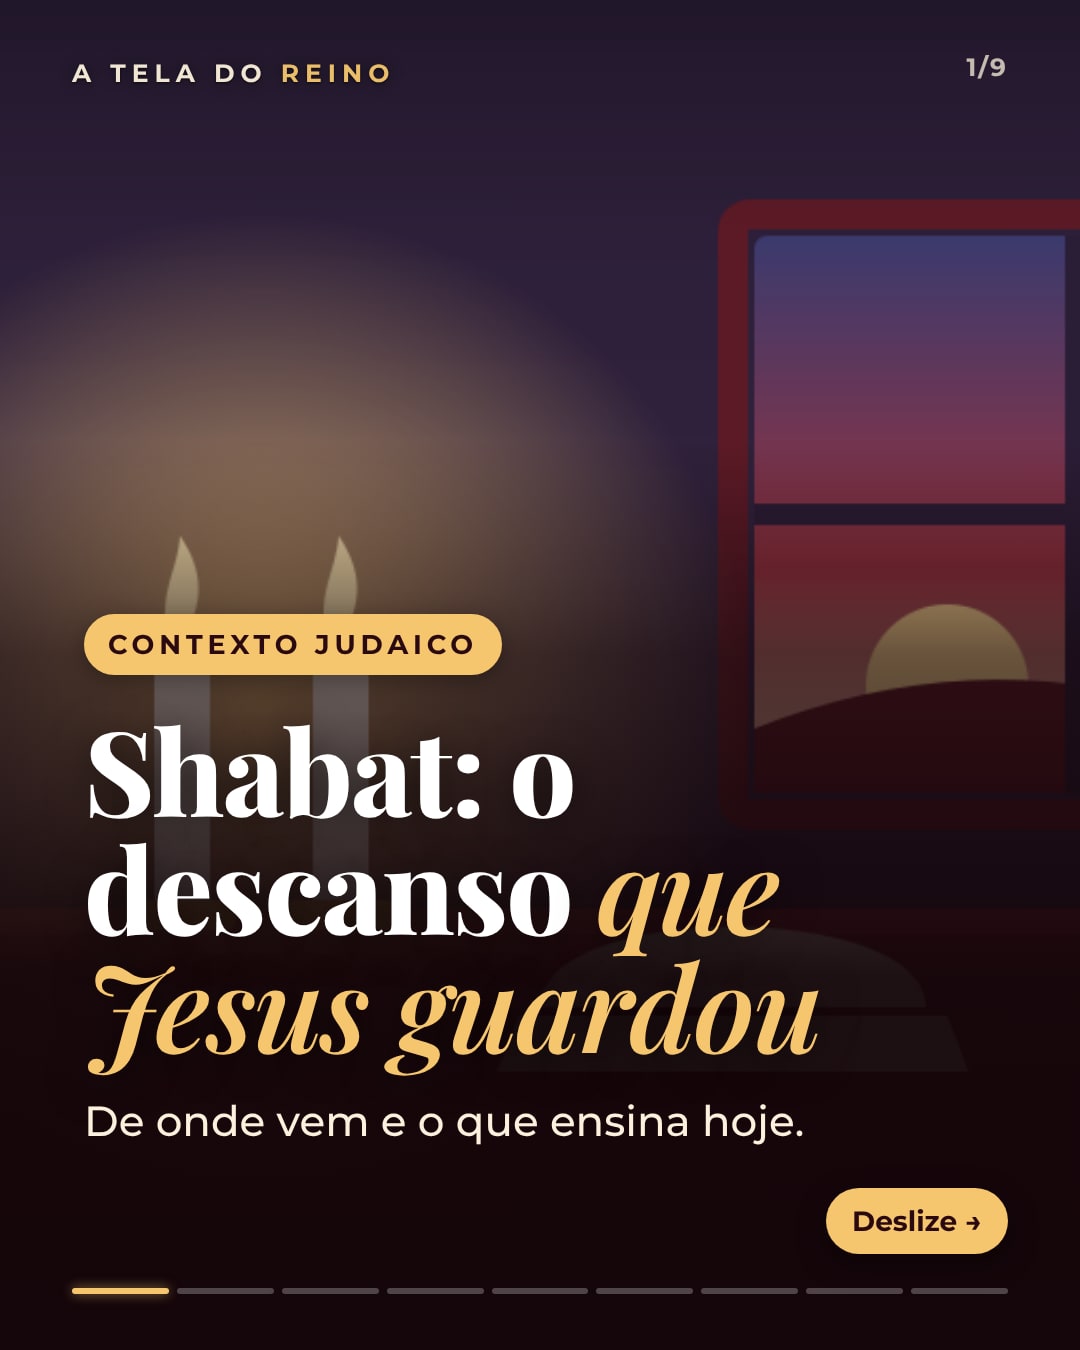 A TELA DO REINO
1/9
CONTEXTO JUDAICO
Shabat: o
descanso que
Jesus guardou
De onde vem e o que ensina hoje.
Deslize →